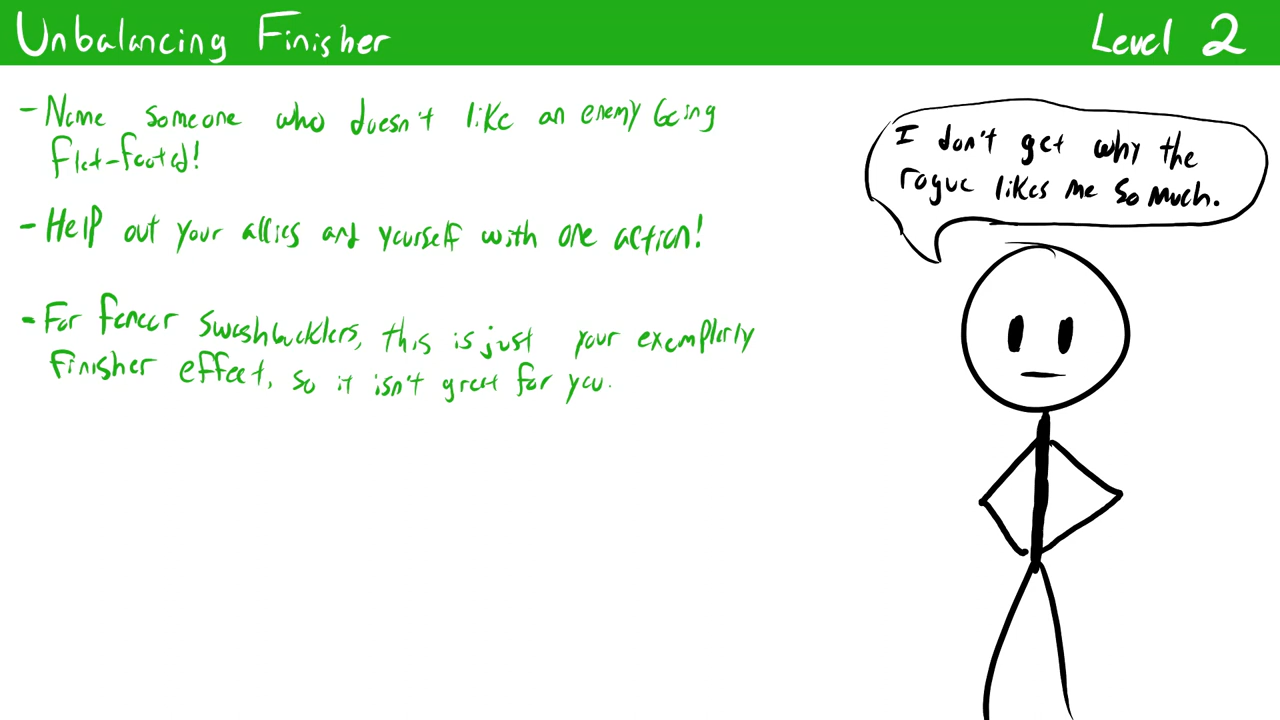 Unbalancing Finisher
Level 2
- Name someone who doesn't like an enemy Going
flat-footed!
- Help out your allies and yourself with one action!
- For fencer swashbucklers, this is just your exemplerly
finisher effect, so it isn't great for you.
I don't get why the
rogue likes me so much.